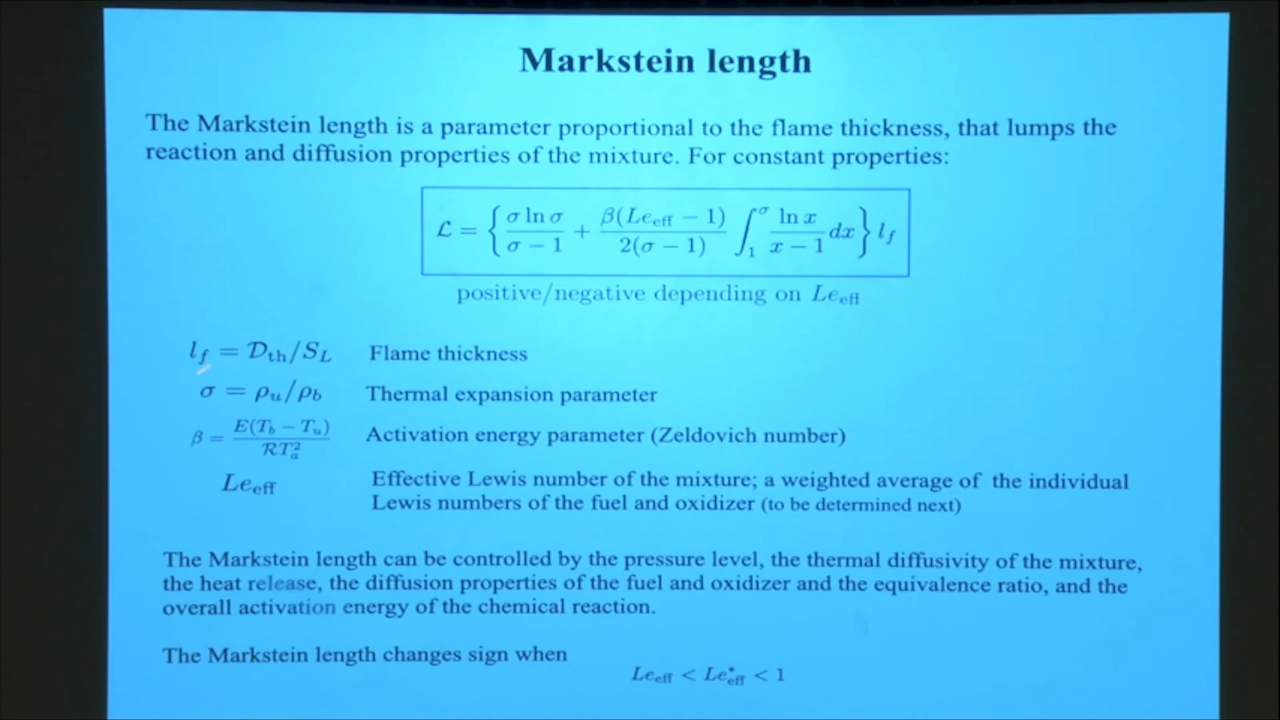 Markstein length
The Markstein length is a parameter proportional to the flame thickness, that lumps the
reaction and diffusion properties of the mixture. For constant properties:
ℒ = { σ ln σ / (σ − 1) + β(Le_eff − 1) / 2(σ − 1) ∫_1^σ ln x / (x − 1) dx } l_f
positive/negative depending on Le_eff
l_f = 𝒟_th/S_L Flame thickness
σ = ρ_u/ρ_b Thermal expansion parameter
β = E(T_b − T_u) / ℛT_a^2 Activation energy parameter (Zeldovich number)
Le_eff Effective Lewis number of the mixture; a weighted average of the individual
Lewis numbers of the fuel and oxidizer (to be determined next)
The Markstein length can be controlled by the pressure level, the thermal diffusivity of the mixture,
the heat release, the diffusion properties of the fuel and oxidizer and the equivalence ratio, and the
overall activation energy of the chemical reaction.
The Markstein length changes sign when
Le_eff < Le*_eff < 1